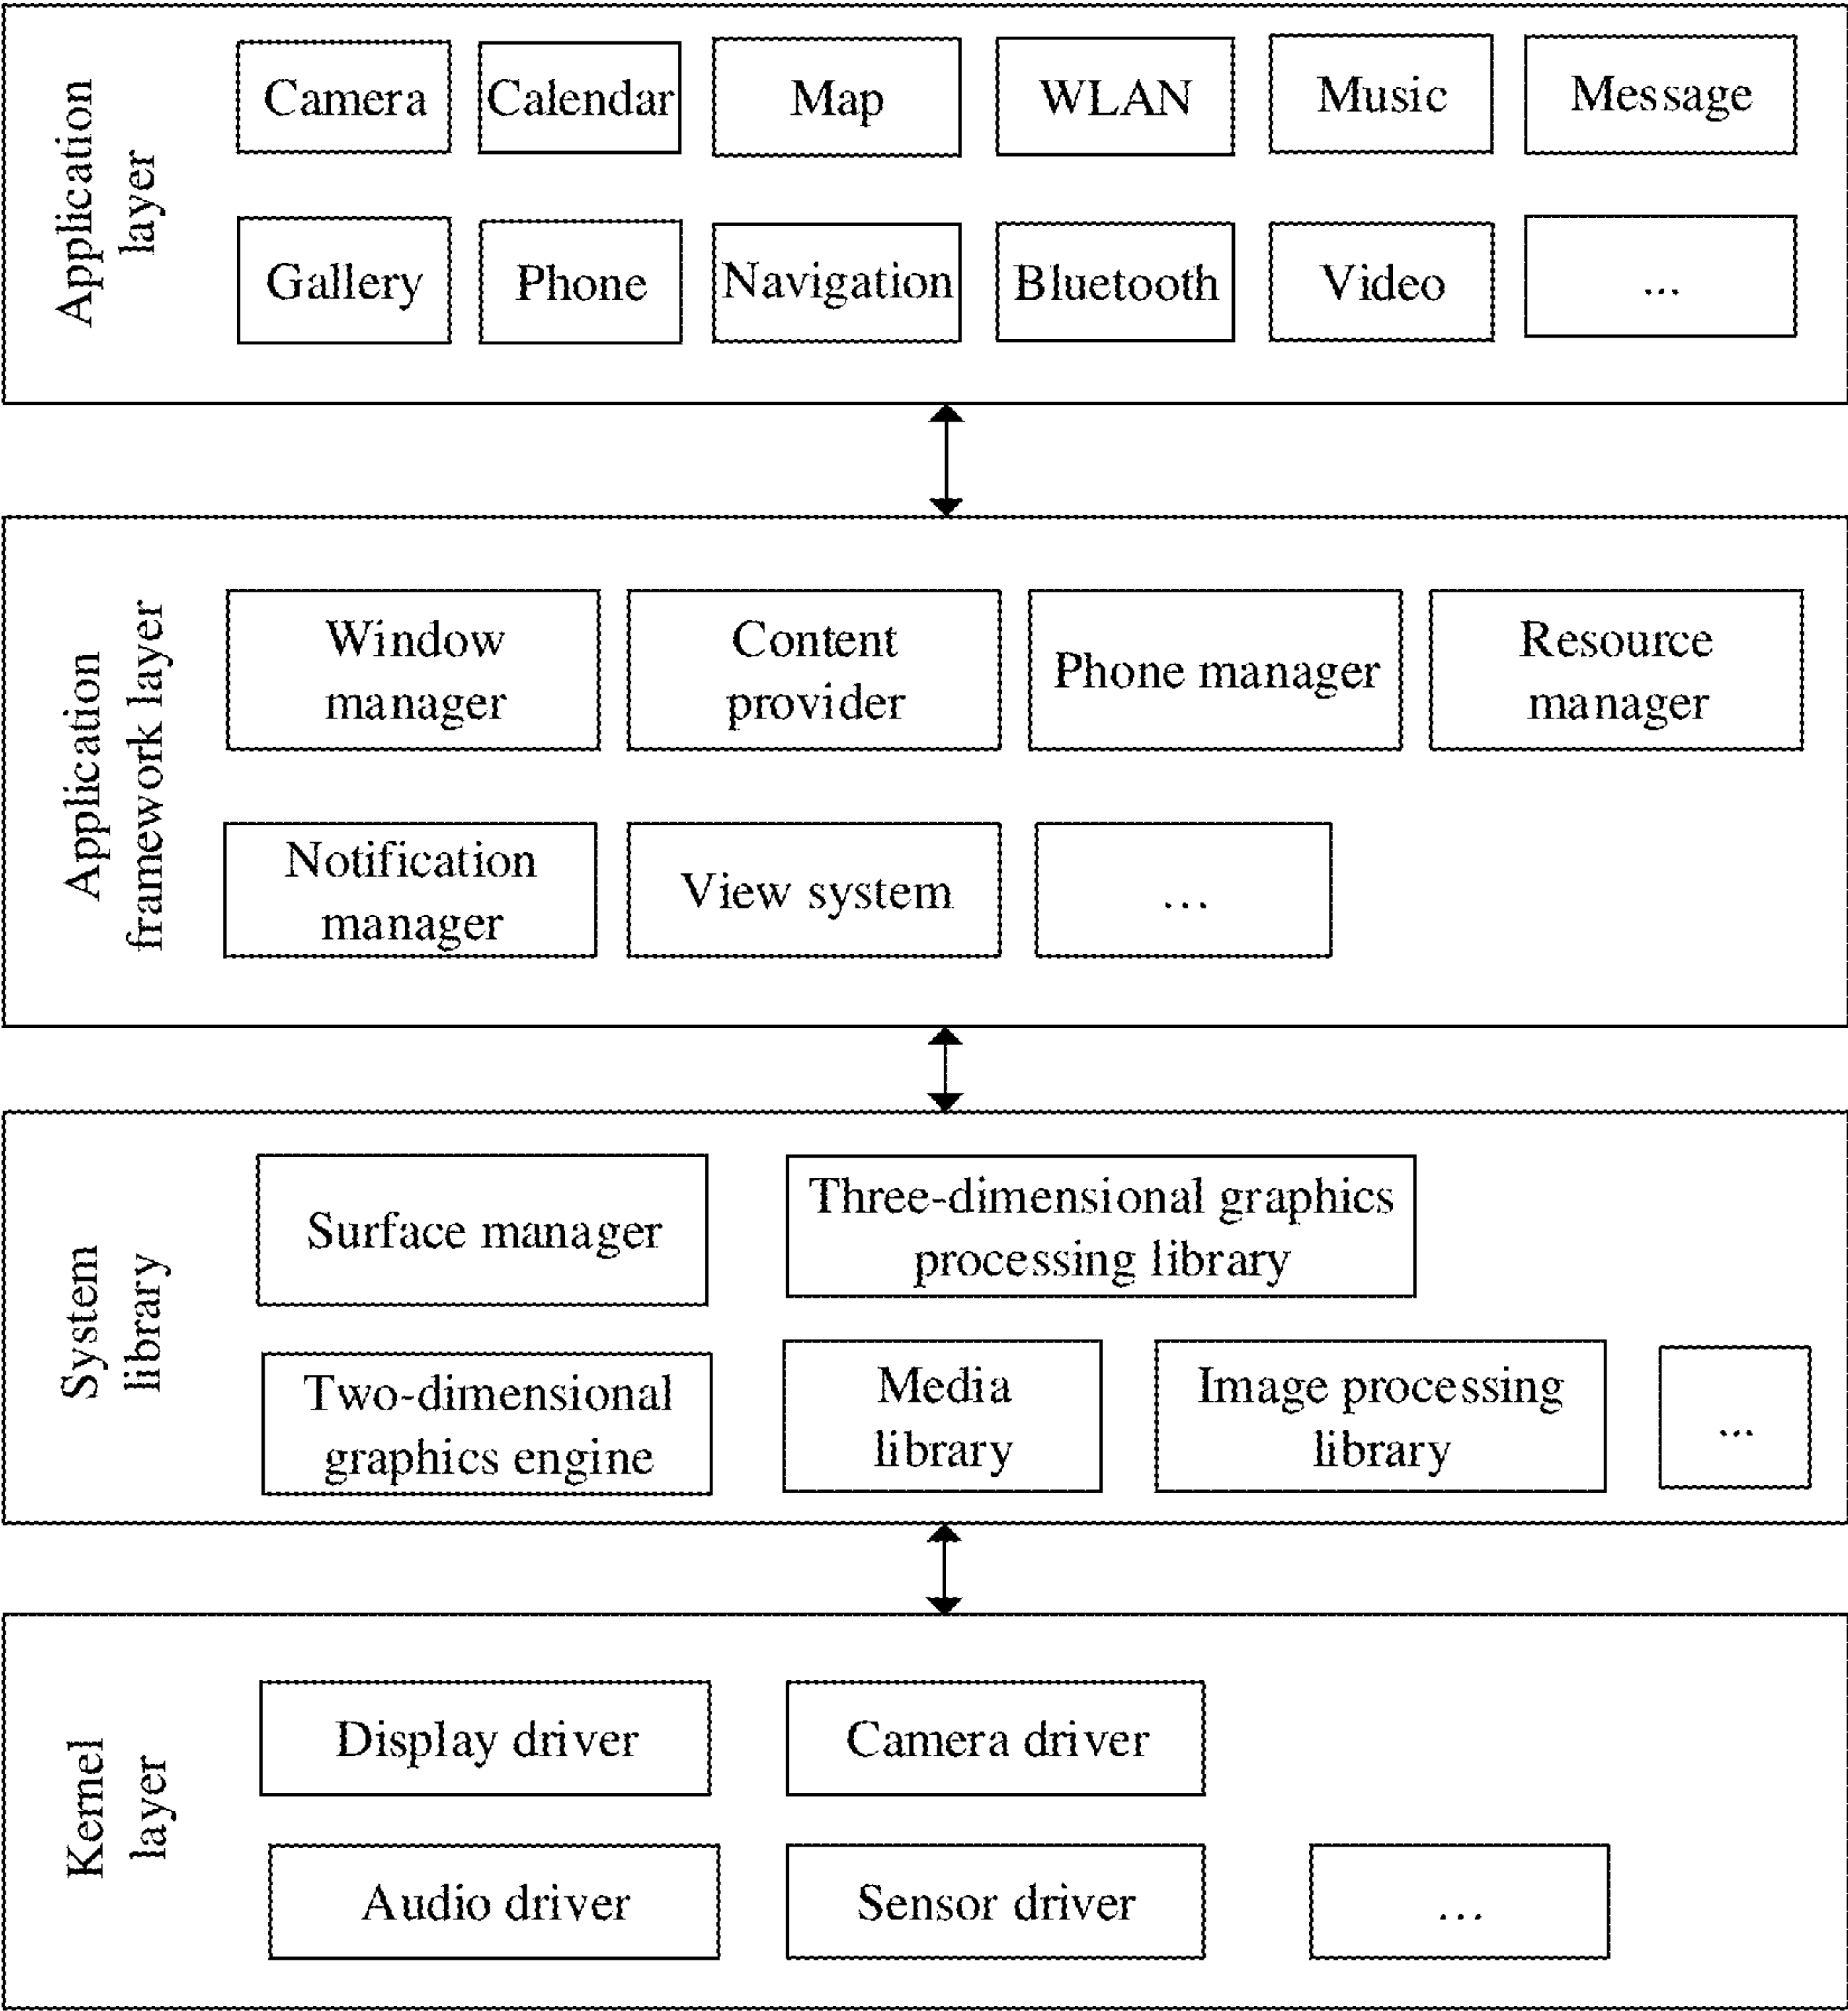 Application
layer
Camera
Calendar
Map
WLAN
Music
Message
Gallery
Phone
Navigation
Bluetooth
Video
...
Application
framework layer
Window
manager
Content
provider
Phone manager
Resource
manager
Notification
manager
View system
...
System
library
Surface manager
Three-dimensional graphics
processing library
Two-dimensional
graphics engine
Media
library
Image processing
library
...
Kernel
layer
Display driver
Camera driver
Audio driver
Sensor driver
...